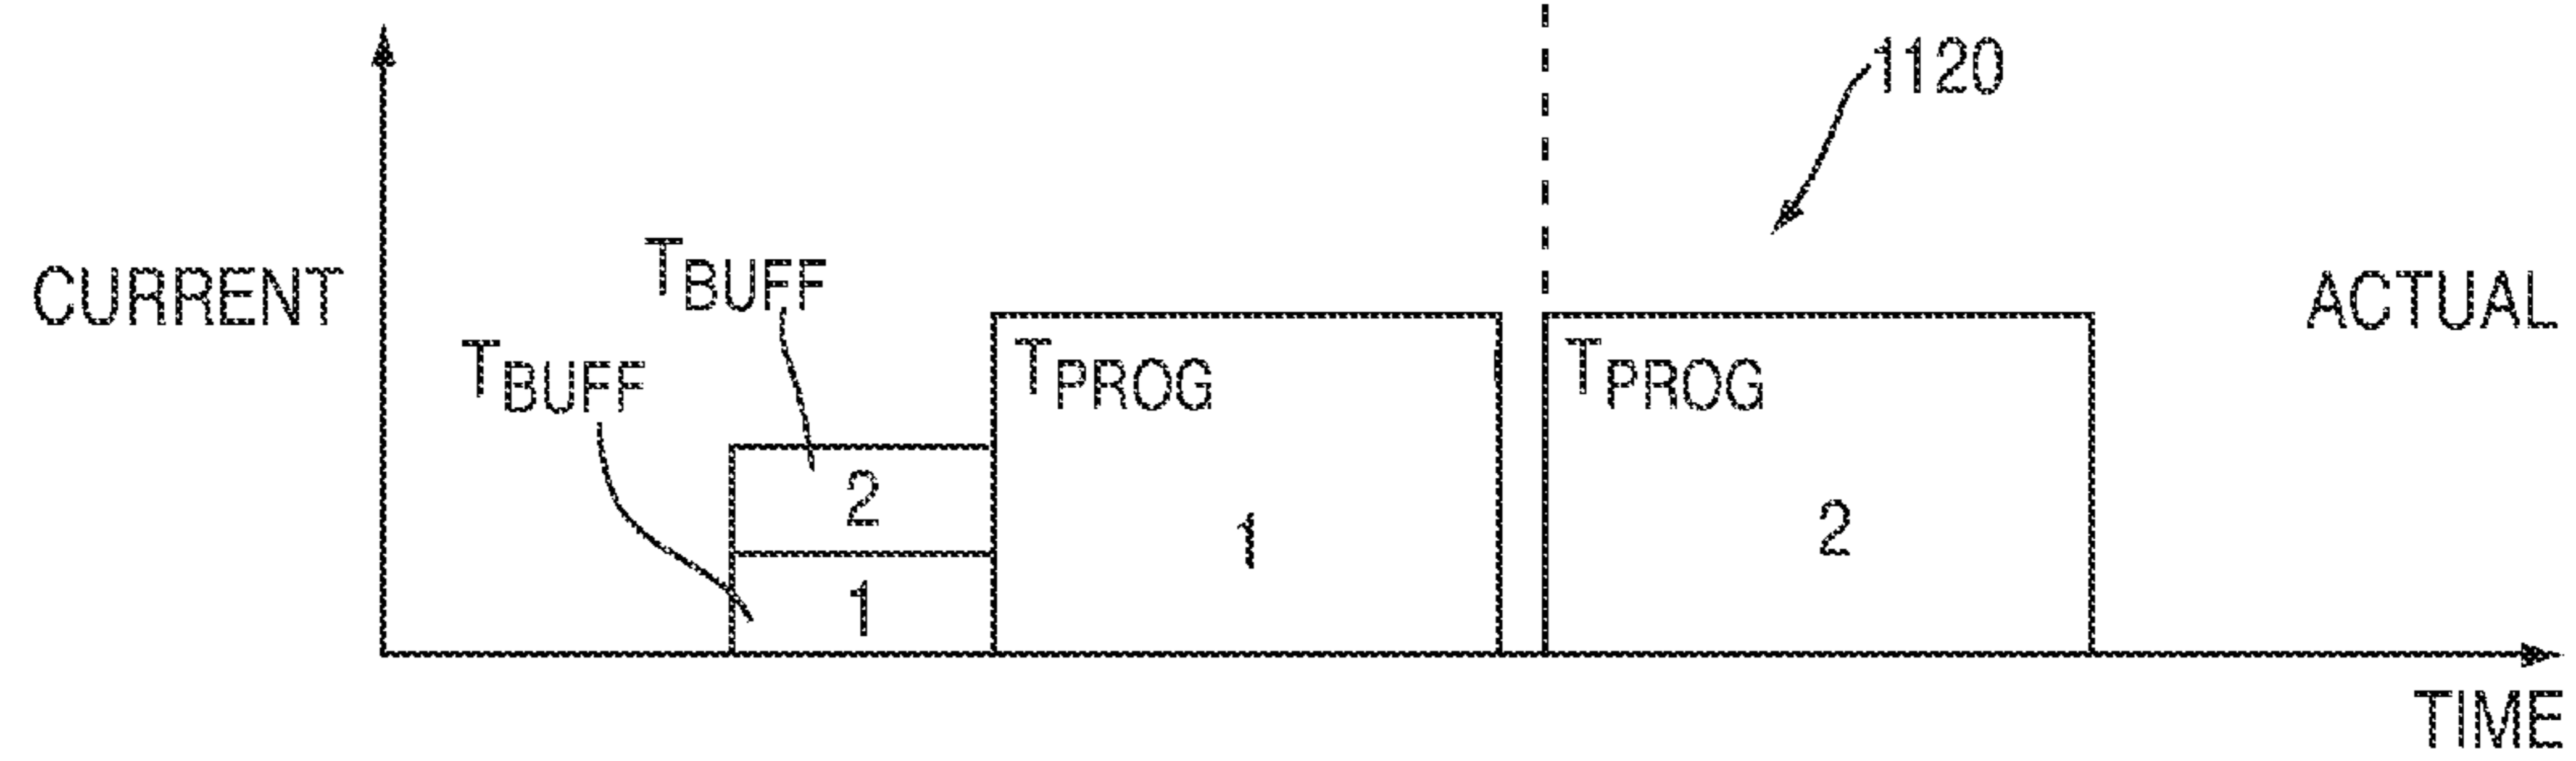 1120
CURRENT
TBUFF
ACTUAL
TBUFF
TPROG
TPROG
2
1
2
1
TIME